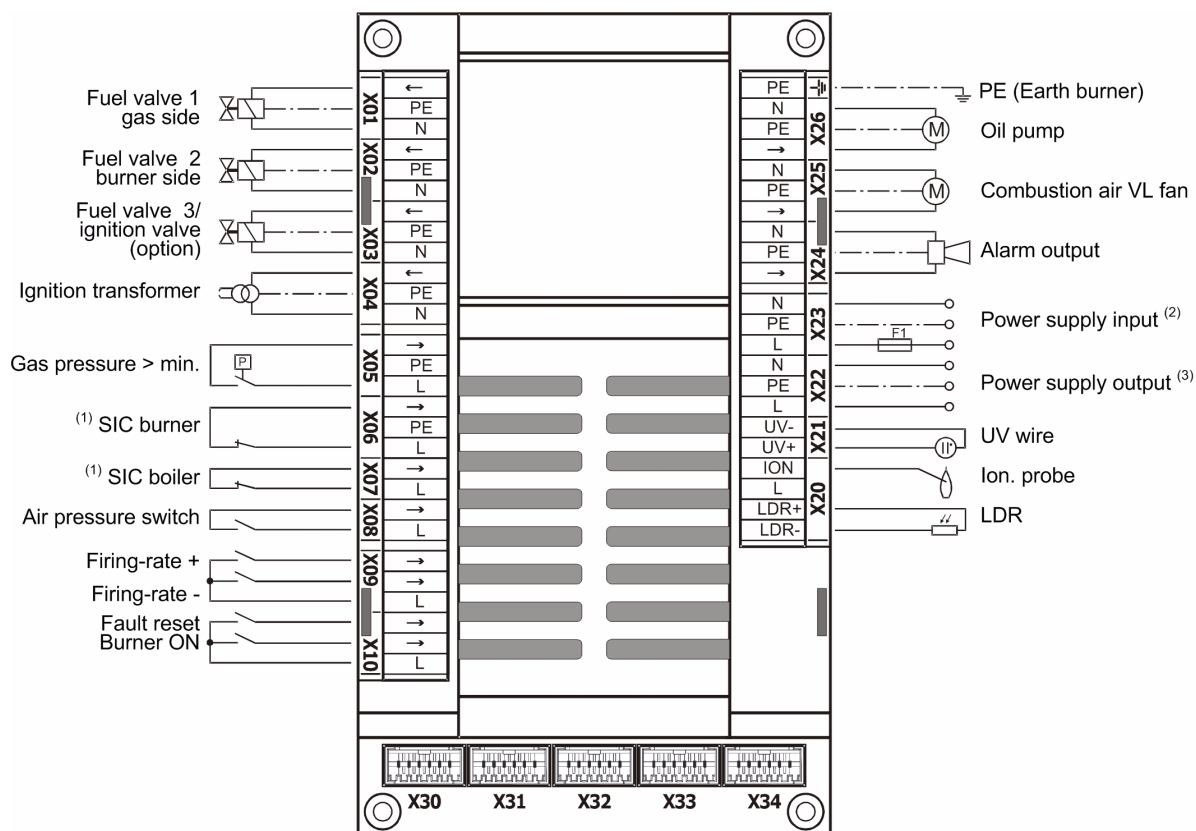 Fuel valve 1
gas side
Fuel valve 2
burner side
Fuel valve 3/
ignition valve
(option)
Ignition transformer
Gas pressure > min.
P
(1) SIC burner
(1) SIC boiler
Air pressure switch
Firing-rate +
Firing-rate -
Fault reset
Burner ON
X01
←
PE
N
X02
←
PE
N
X03
←
PE
N
X04
←
PE
N
X05
→
PE
L
X06
→
PE
L
X07
→
L
X08
→
L
X09
→
→
L
X10
→
→
L
PE
N
PE
→
X26
N
PE
→
X25
N
PE
→
X24
N
PE
L
X23
N
PE
L
X22
UV-
UV+
X21
ION
L
LDR+
LDR-
X20
PE (Earth burner)
M
Oil pump
M
Combustion air VL fan
Alarm output
Power supply input (2)
F1
Power supply output (3)
UV wire
Ion. probe
LDR
X30 X31 X32 X33 X34